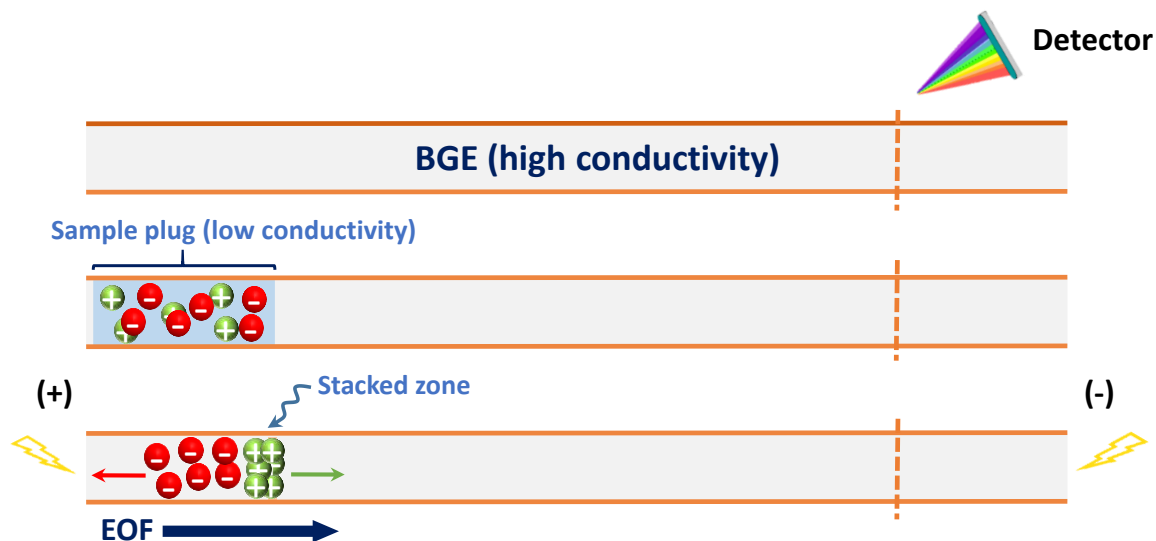 Detector
BGE (high conductivity)
Sample plug (low conductivity)
+ - + -
- + -
+ - - + -
(+)
Stacked zone
(-)
- - - + +
- - - + +
EOF